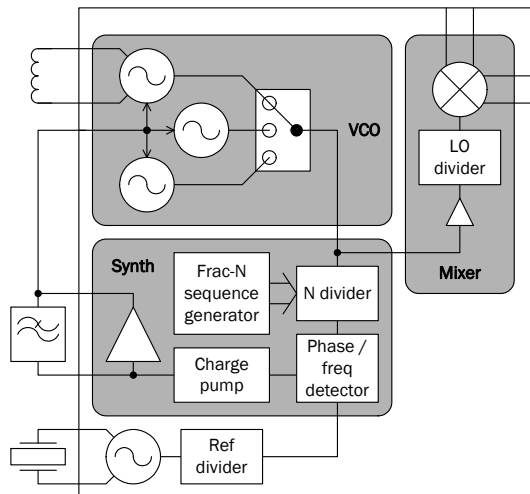 VCO
LO
divider
Mixer
Synth
Frac-N
sequence
generator
N divider
Charge
pump
Phase /
freq
detector
Ref
divider